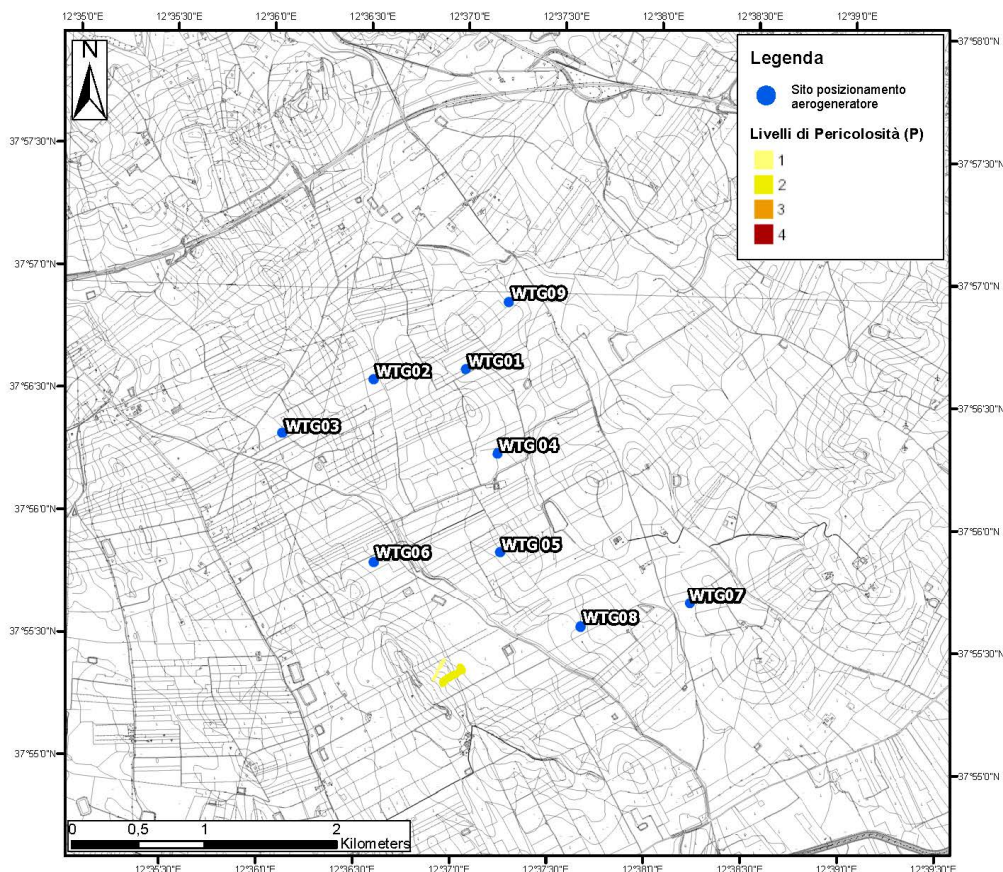 12°35'0"E 12°35'30"E 12°36'0"E 12°36'30"E 12°37'0"E 12°37'30"E 12°38'0"E 12°38'30"E 12°39'0"E
N
Legenda
Sito posizionamento
aerogeneratore
Livelli di Pericolosità (P)
1
2
3
4
37°58'0"N
37°57'30"N
37°57'30"N
37°57'0"N
37°57'0"N
WTG09
WTG01
WTG02
37°56'30"N
37°56'30"N
WTG03
WTG 04
37°56'0"N
37°56'0"N
WTG 05
WTG06
WTG07
WTG08
37°55'30"N
37°55'30"N
37°55'0"N
37°55'0"N
0 0,5 1 2
Kilometers
12°35'30"E 12°36'0"E 12°36'30"E 12°37'0"E 12°37'30"E 12°38'0"E 12°38'30"E 12°39'0"E 12°39'30"E